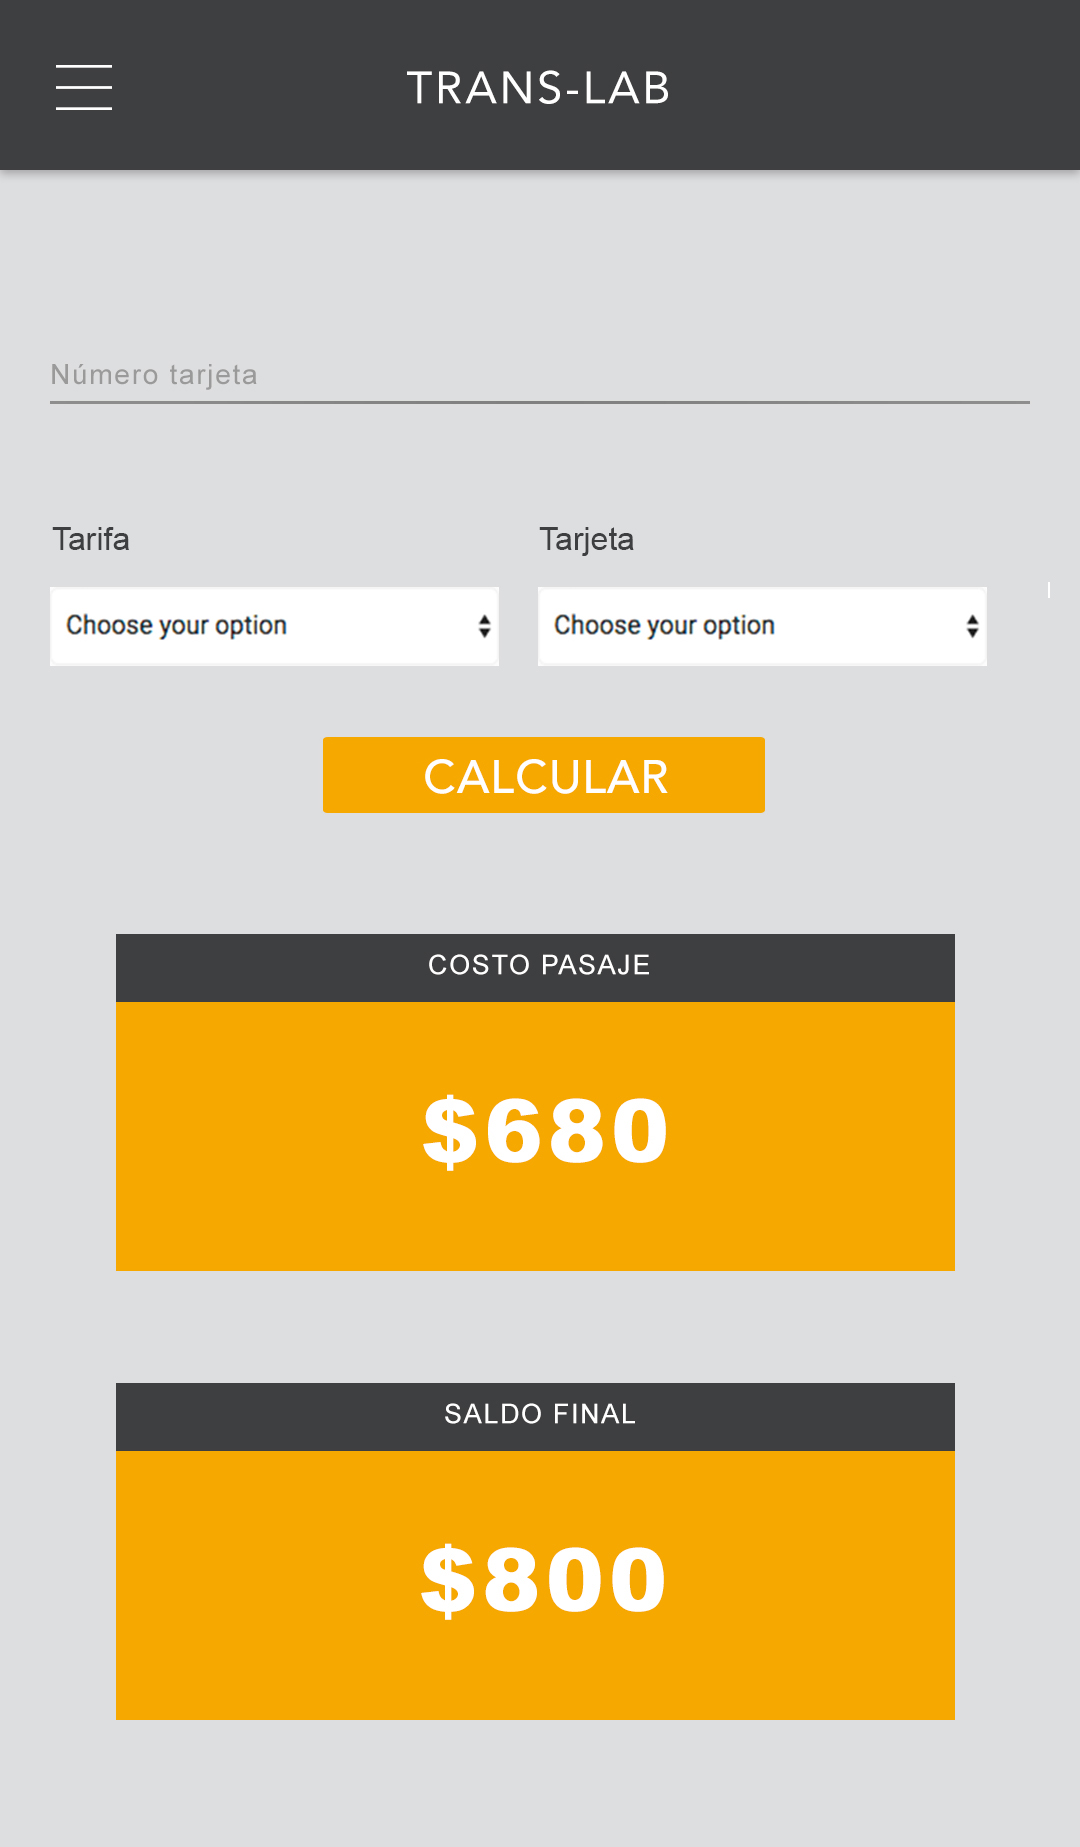 TRANS-LAB
Número tarjeta
Tarifa
Tarjeta
Choose your option
Choose your option
CALCULAR
COSTO PASAJE
$680
SALDO FINAL
$800